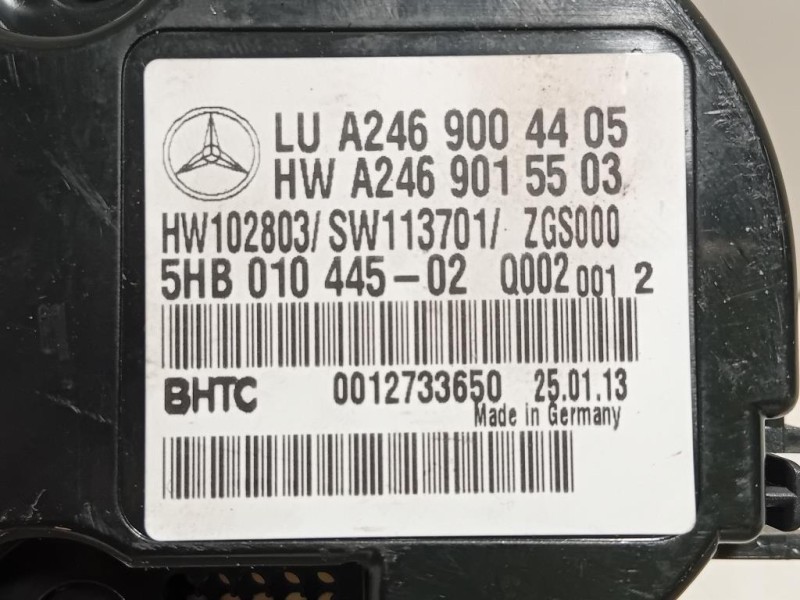 LU A246 900 44 05
HW A246 901 55 03
HW102803/ SW113701/ ZGS000
5HB 010 445-02 Q002 001 2
BHTC 0012733650 25.01.13
Made in Germany